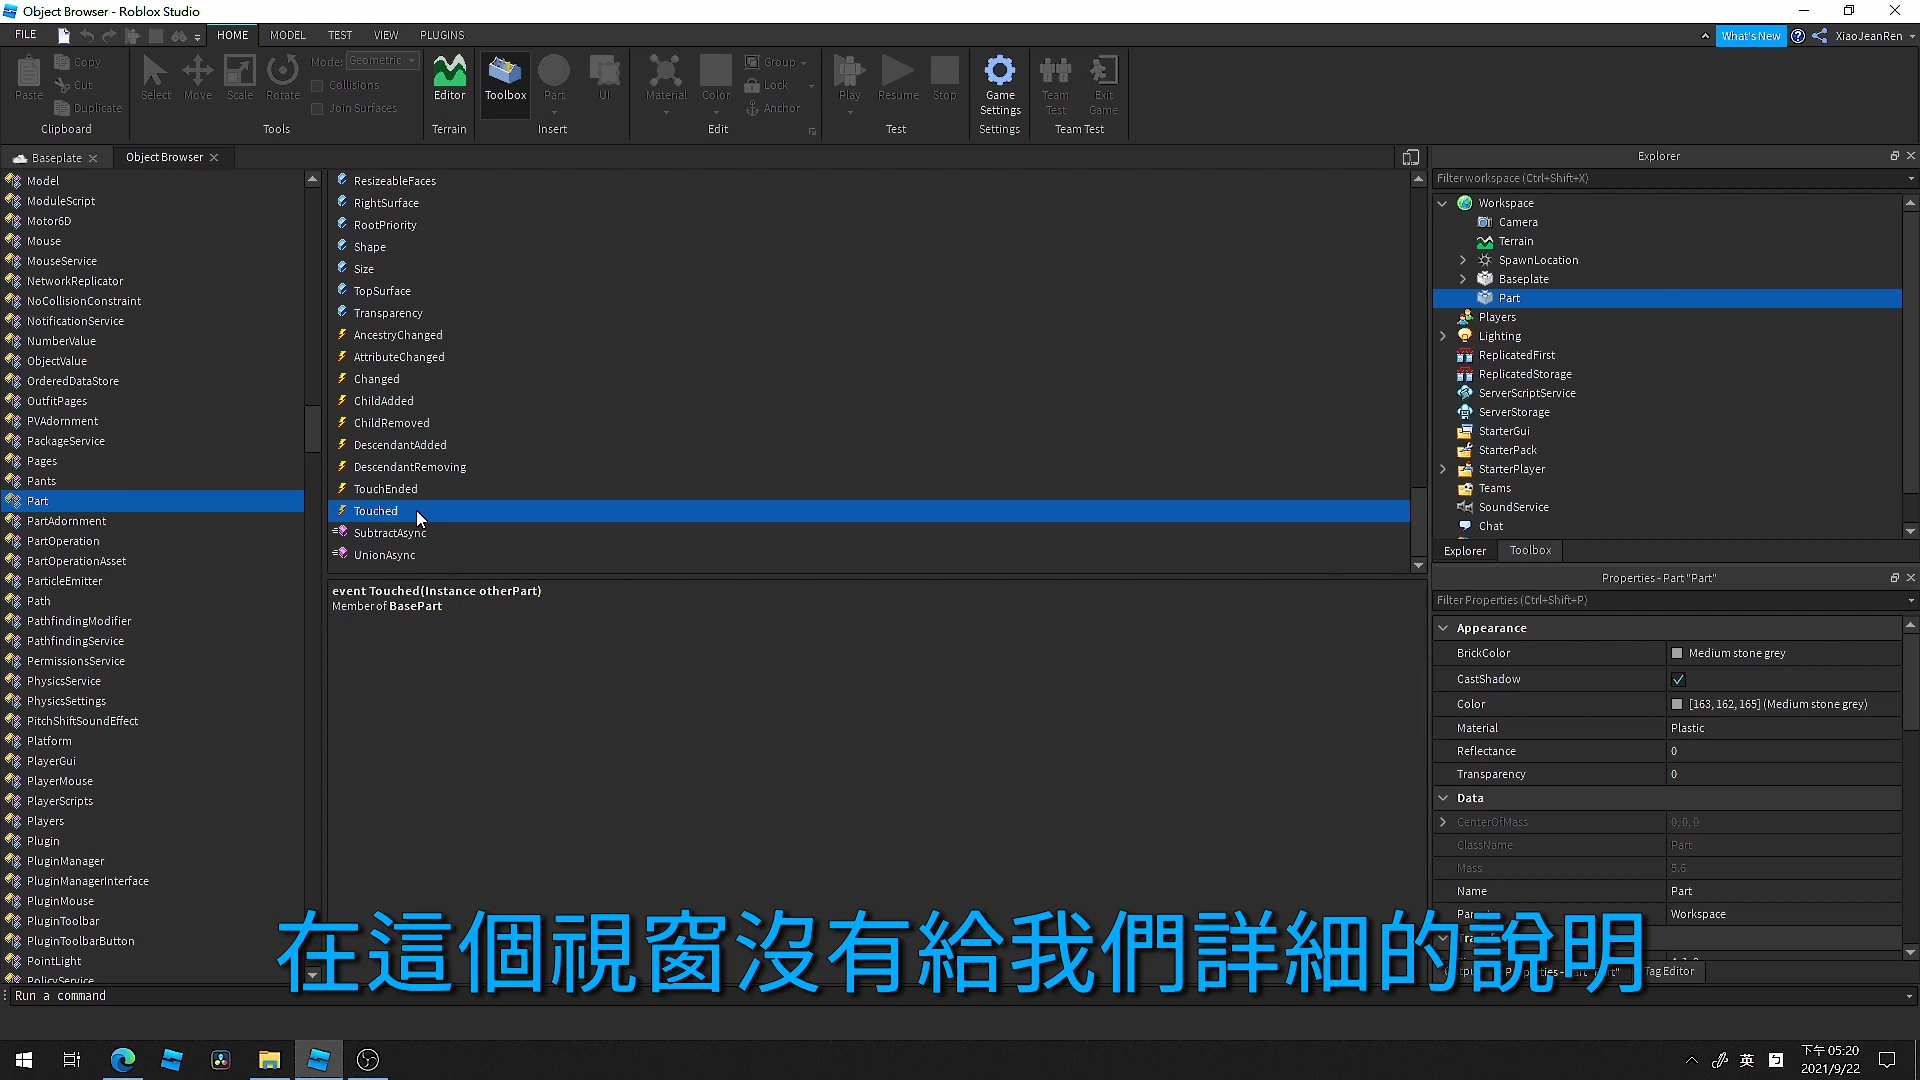 Object Browser - Roblox Studio
FILE
HOME
MODEL
TEST
VIEW
PLUGINS
What's New
XiaoJeanRen
Paste
Copy
Cut
Duplicate
Clipboard
Select
Move
Scale
Rotate
Mode: Geometric
Collisions
Join Surfaces
Tools
Editor
Terrain
Toolbox
Part
UI
Insert
Material
Color
Group
Lock
Anchor
Edit
Play
Resume
Stop
Test
Game
Settings
Settings
Team
Test
Exit
Game
Team Test
Baseplate
Object Browser
Model
ModuleScript
Motor6D
Mouse
MouseService
NetworkReplicator
NoCollisionConstraint
NotificationService
NumberValue
ObjectValue
OrderedDataStore
OutfitPages
PVAdornment
PackageService
Pages
Pants
Part
PartAdornment
PartOperation
PartOperationAsset
ParticleEmitter
Path
PathfindingModifier
PathfindingService
PermissionsService
PhysicsService
PhysicsSettings
PitchShiftSoundEffect
Platform
PlayerGui
PlayerMouse
PlayerScripts
Players
Plugin
PluginManager
PluginManagerInterface
PluginMouse
PluginToolbar
PluginToolbarButton
PointLight
PolicyService
ResizeableFaces
RightSurface
RootPriority
Shape
Size
TopSurface
Transparency
AncestryChanged
AttributeChanged
Changed
ChildAdded
ChildRemoved
DescendantAdded
DescendantRemoving
TouchEnded
Touched
SubtractAsync
UnionAsync
event Touched(Instance otherPart)
Member of BasePart
Explorer
Filter workspace (Ctrl+Shift+X)
Workspace
Camera
Terrain
SpawnLocation
Baseplate
Part
Players
Lighting
ReplicatedFirst
ReplicatedStorage
ServerScriptService
ServerStorage
StarterGui
StarterPack
StarterPlayer
Teams
SoundService
Chat
Explorer
Toolbox
Properties - Part "Part"
Filter Properties (Ctrl+Shift+P)
Appearance
BrickColor Medium stone grey
CastShadow
Color [163, 162, 165] (Medium stone grey)
Material Plastic
Reflectance 0
Transparency 0
Data
CenterOfMass 0, 0, 0
ClassName Part
Mass 5.6
Name Part
Workspace
Tag Editor
在這個視窗沒有給我們詳細的說明
Run a command
英
下午 05:20
2021/9/22